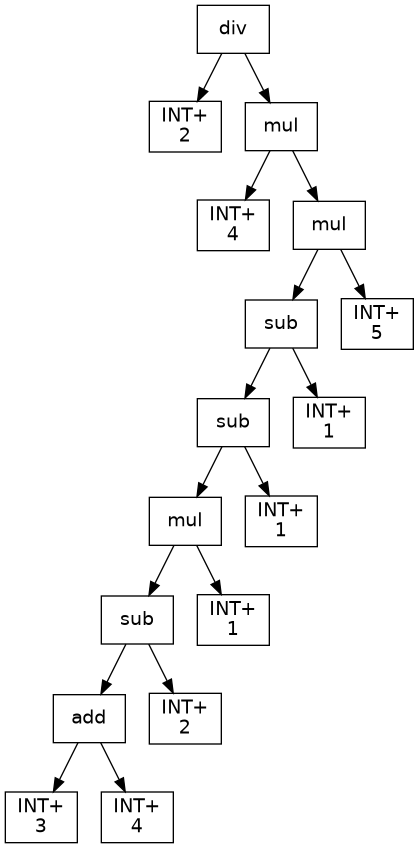 div
INT+
2
mul
INT+
4
mul
sub
INT+
5
sub
INT+
1
mul
INT+
1
sub
INT+
1
add
INT+
2
INT+
3
INT+
4